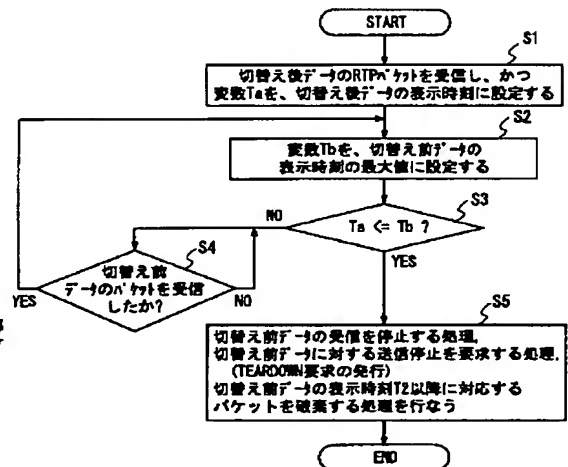 START
S1
切替え後データのRTPパケットを受信し、かつ
変数Taを、切替え後データの表示時刻に設定する
S2
変数Tbを、切替え前データの
表示時刻の最大値に設定する
S3
Ta <= Tb ?
NO
YES
S4
切替え前
データのパケットを受信
したか?
YES
NO
S5
切替え前データの受信を停止する処理,
切替え前データに対する送信停止を要求する処理,
(TEARDOWN要求の発行)
切替え前データの表示時刻T2以降に対応する
パケットを破棄する処理を行なう
END